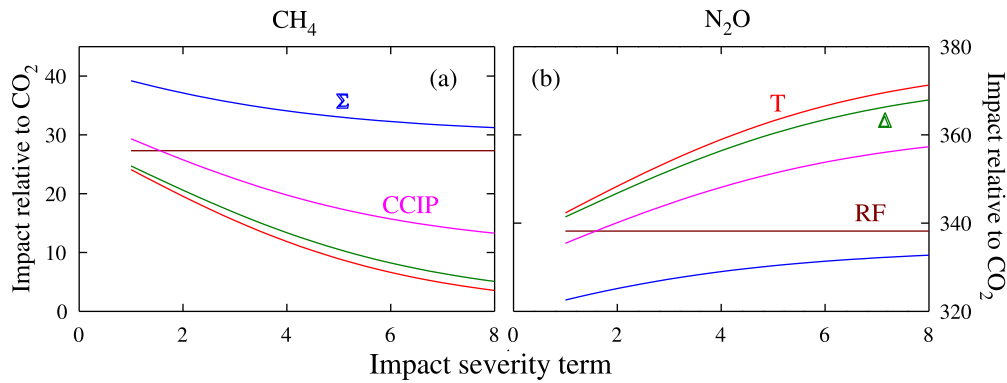 CH₄
N₂O
Impact relative to CO₂
40
30
20
10
0
(a)
Σ
CCIP
0
2
4
6
8
(b)
T
Δ
RF
0
2
4
6
8
380
360
340
320
Impact relative to CO₂
Impact severity term